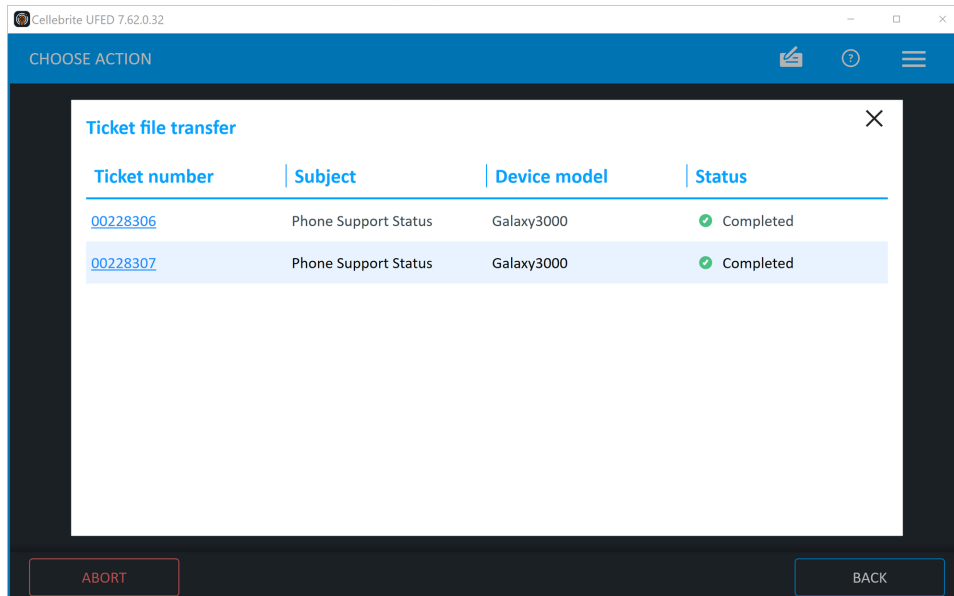 Cellebrite UFED 7.62.0.32
CHOOSE ACTION
Ticket file transfer
Ticket number Subject Device model Status
00228306 Phone Support Status Galaxy3000 Completed
00228307 Phone Support Status Galaxy3000 Completed
ABORT BACK